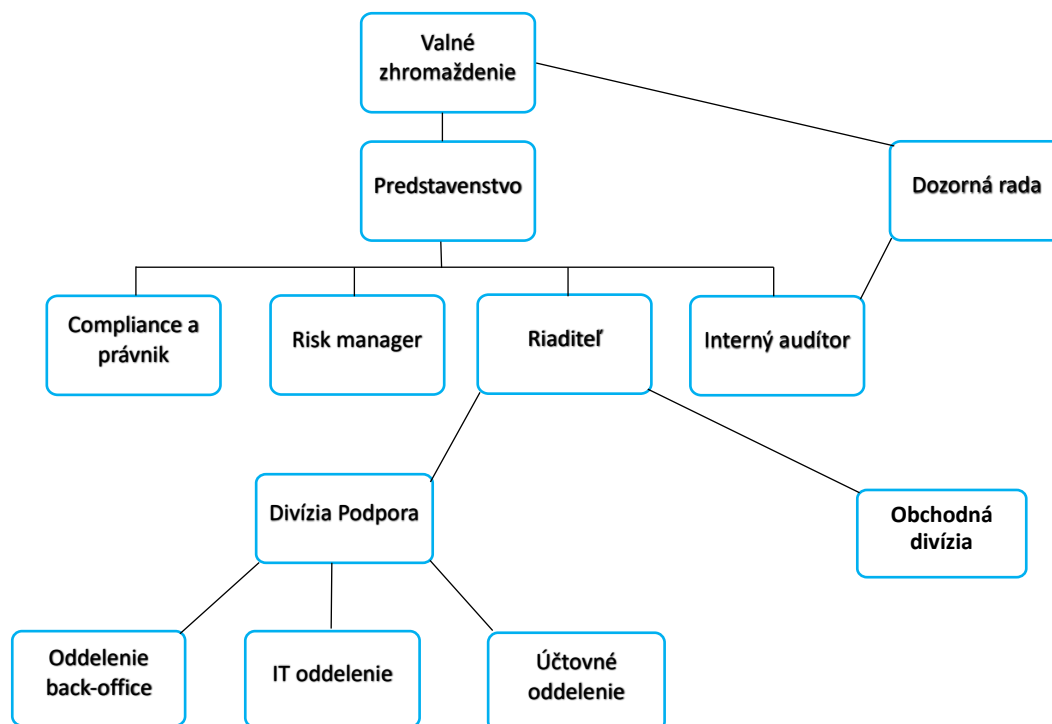 Valné
zhromaždenie
Predstavenstvo
Dozorná rada
Compliance a
právnik
Risk manager
Riaditeľ
Interný audítor
Divízia Podpora
Obchodná
divízia
Oddelenie
back-office
IT oddelenie
Účtovné
oddelenie